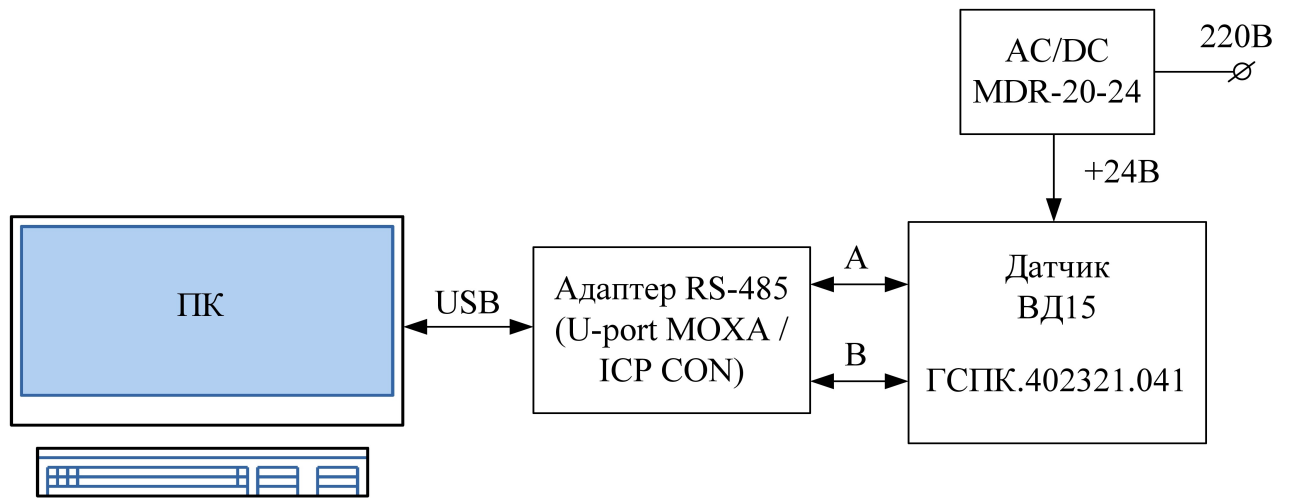 AC/DC
MDR-20-24
220В
+24В
ПК
USB
Адаптер RS-485
(U-port MOXA /
ICP CON)
A
B
Датчик
ВД15
ГСПК.402321.041